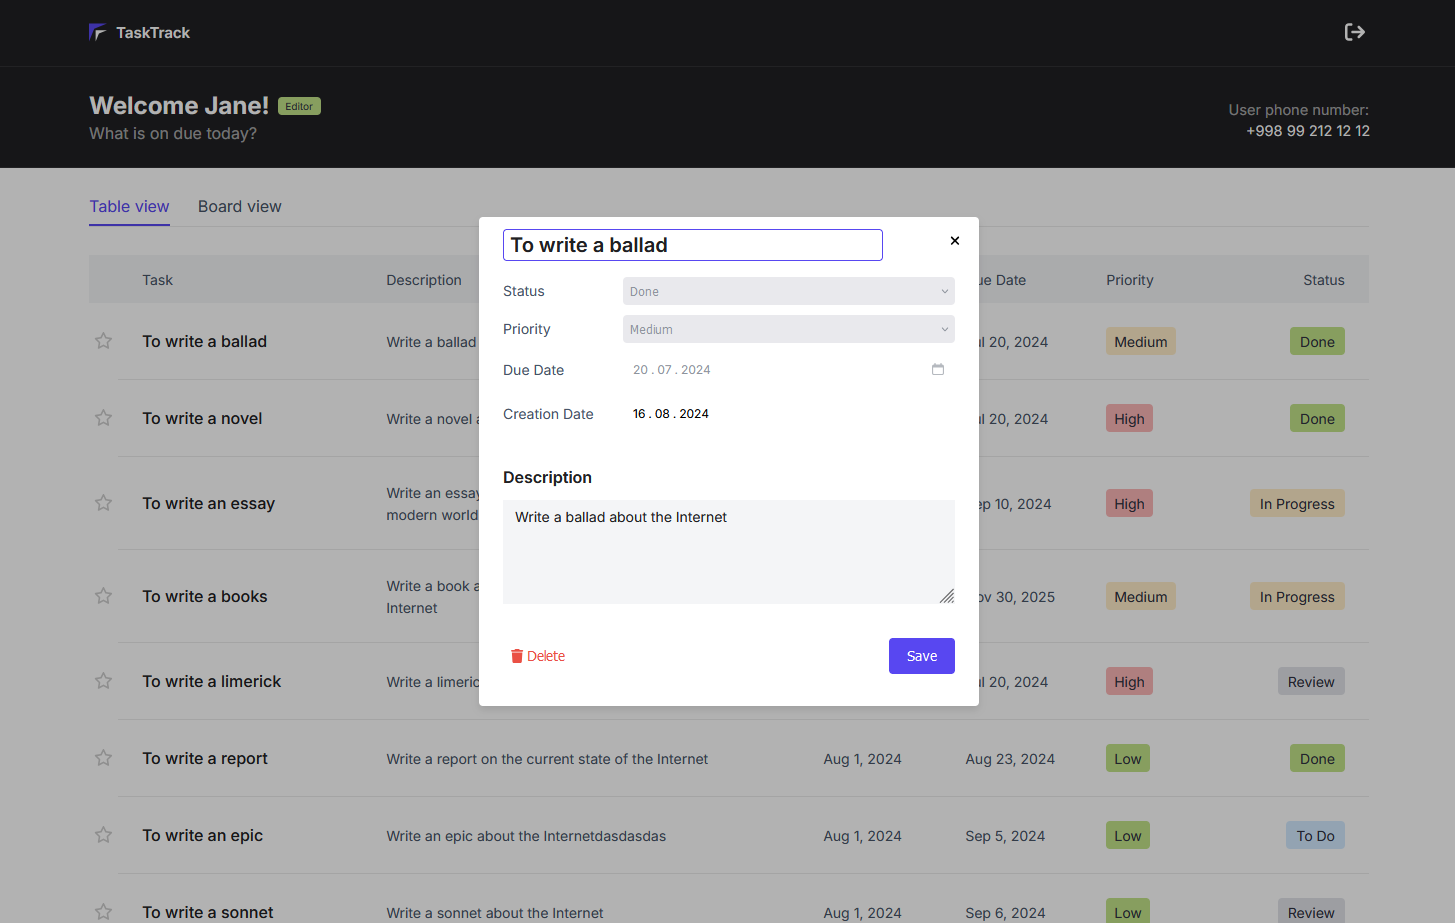 TaskTrack
Welcome Jane! Editor
What is on due today?
User phone number:
+998 99 212 12 12
Table view Board view
Task Description ue Date Priority Status
To write a ballad Write a ballad ul 20, 2024 Medium Done
To write a novel Write a novel ul 20, 2024 High Done
To write an essay Write an essay
modern world ep 10, 2024 High In Progress
To write a books Write a book a
Internet ov 30, 2025 Medium In Progress
To write a limerick Write a limeric ul 20, 2024 High Review
To write a report Write a report on the current state of the Internet Aug 1, 2024 Aug 23, 2024 Low Done
To write an epic Write an epic about the Internetdasdasdas Aug 1, 2024 Sep 5, 2024 Low To Do
To write a sonnet Write a sonnet about the Internet Aug 1, 2024 Sep 6, 2024 Low Review
To write a ballad
Status Done
Priority Medium
Due Date 20 . 07 . 2024
Creation Date 16 . 08 . 2024
Description
Write a ballad about the Internet
Delete Save